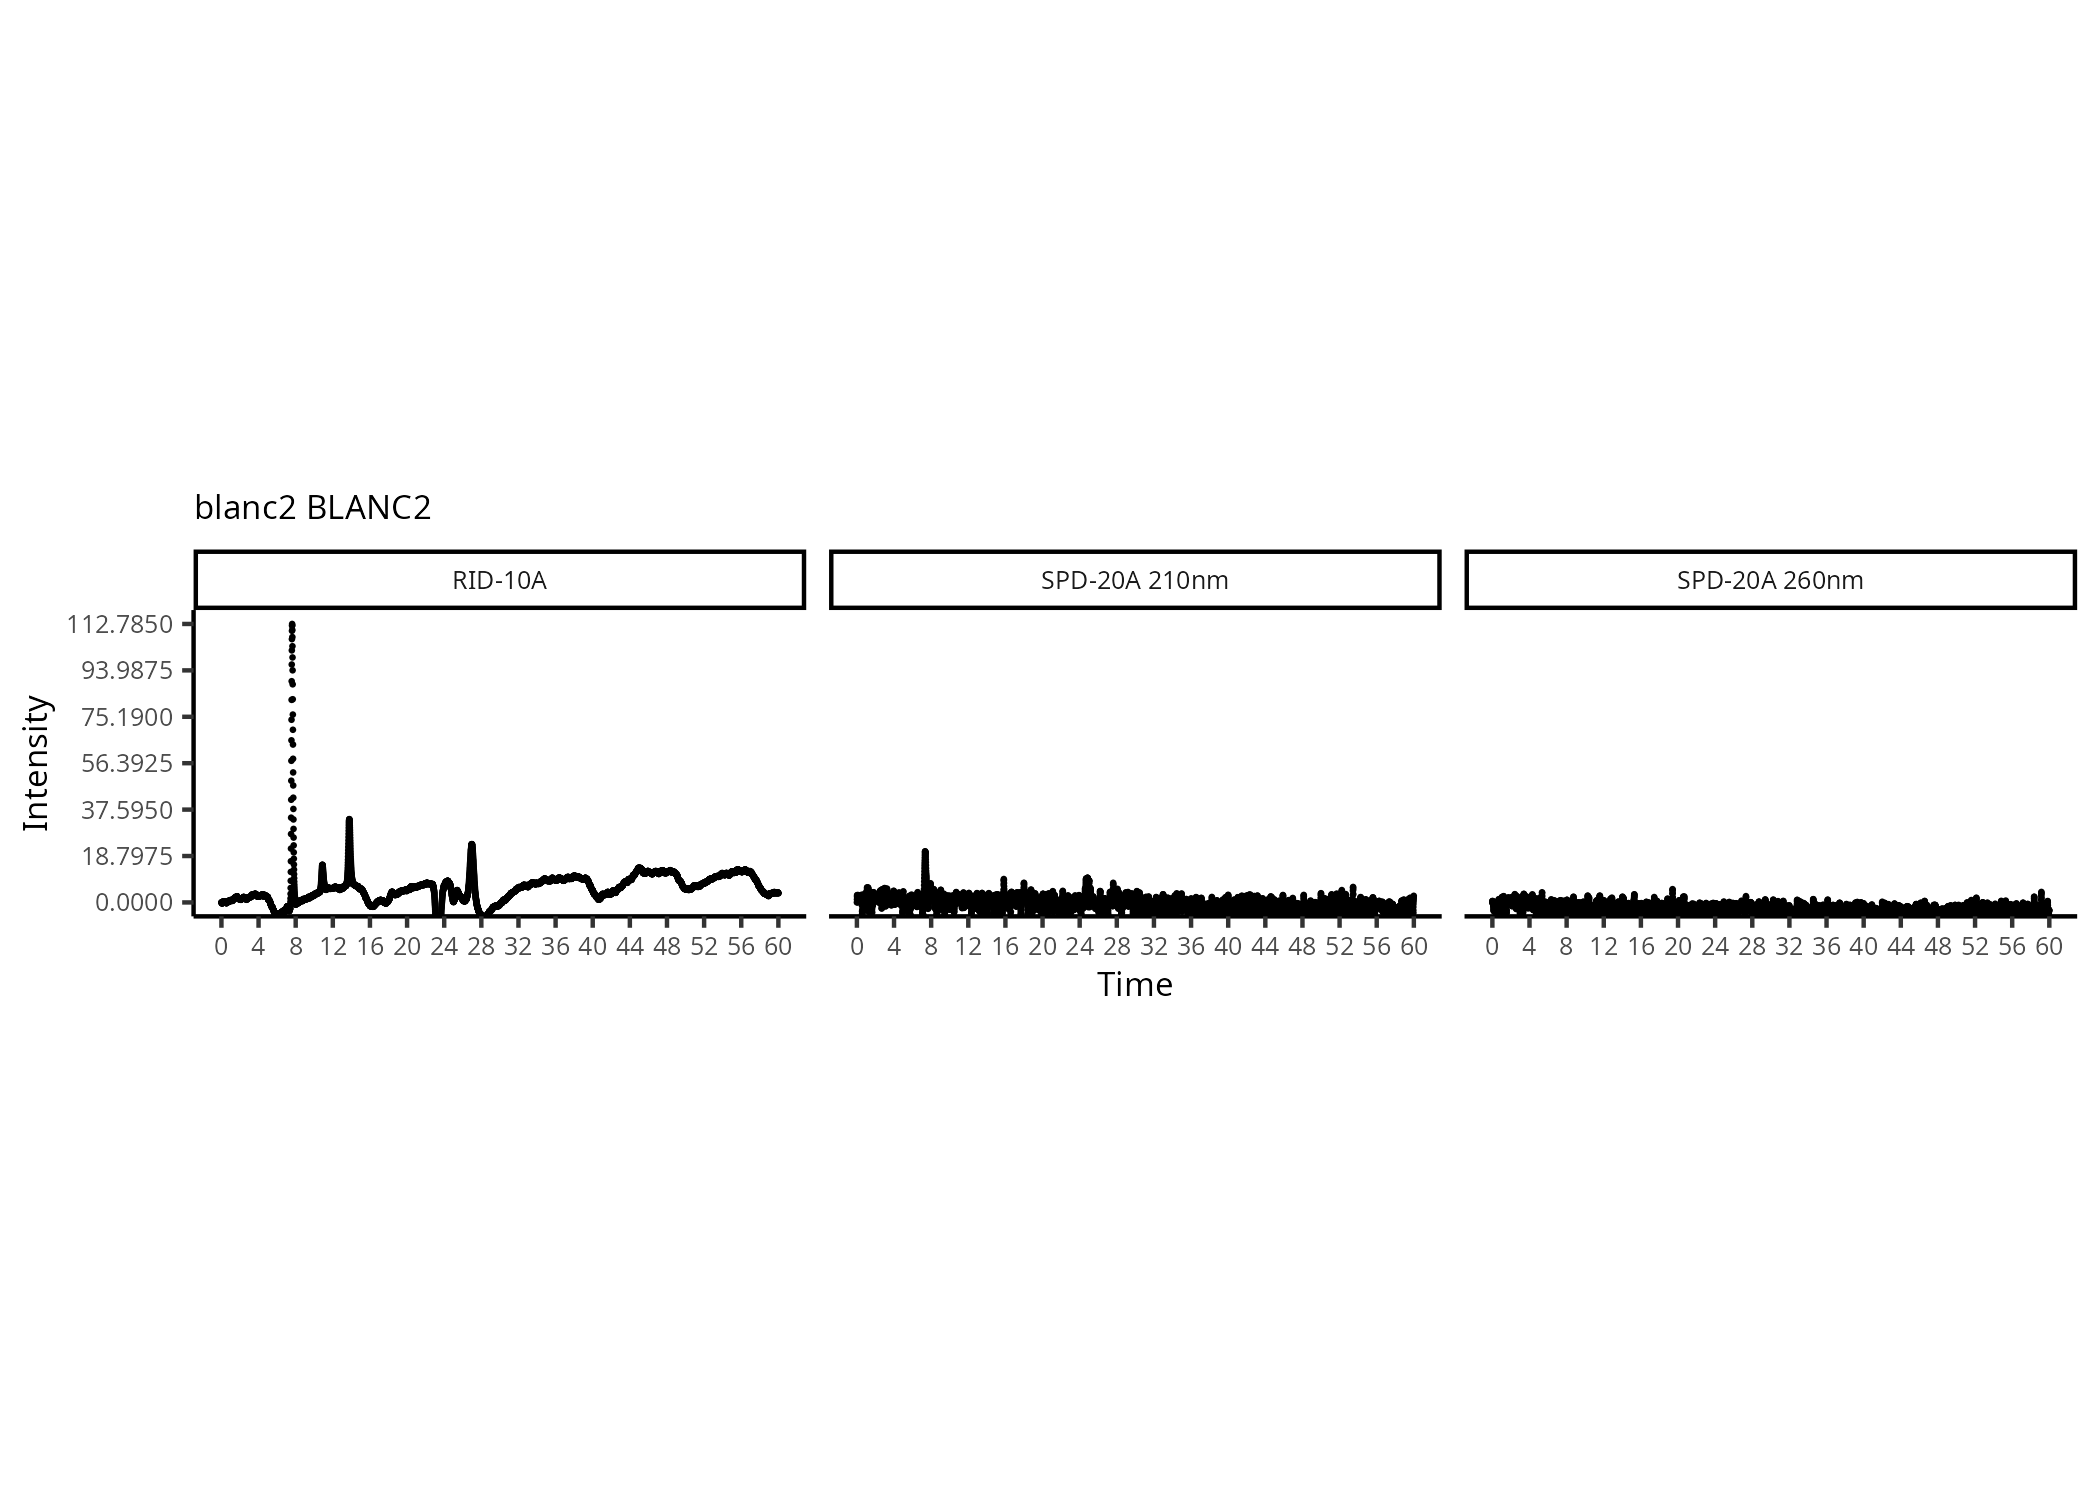 blanc2 BLANC2
RID-10A SPD-20A 210nm SPD-20A 260nm
112.7850
93.9875
75.1900
56.3925
37.5950
18.7975
0.0000
Intensity
0 4 8 12 16 20 24 28 32 36 40 44 48 52 56 60 0 4 8 12 16 20 24 28 32 36 40 44 48 52 56 60 0 4 8 12 16 20 24 28 32 36 40 44 48 52 56 60
Time